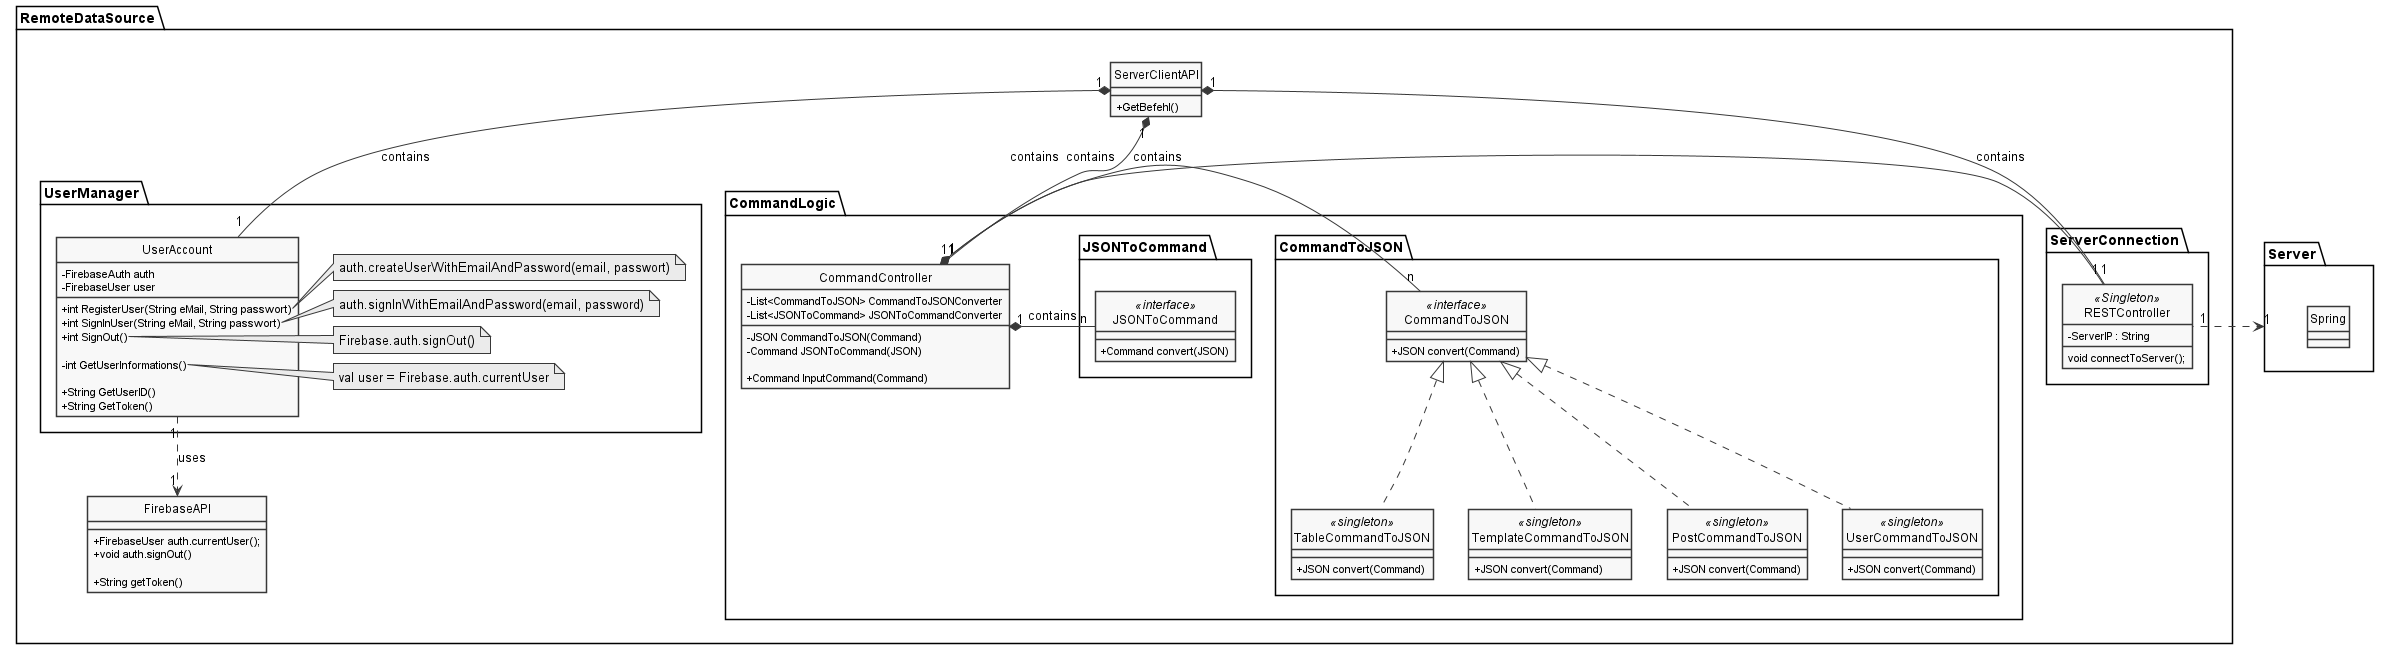 RemoteDataSource
ServerClientAPI
+GetBefehl()
1
1
1
contains
contains
contains
contains
contains
UserManager
1
UserAccount
-FirebaseAuth auth
-FirebaseUser user
+int RegisterUser(String eMail, String passwort)
+int SignInUser(String eMail, String passwort)
+int SignOut()
-int GetUserInformations()
+String GetUserID()
+String GetToken()
auth.createUserWithEmailAndPassword(email, passwort)
auth.signInWithEmailAndPassword(email, password)
Firebase.auth.signOut()
val user = Firebase.auth.currentUser
1
uses
1
FirebaseAPI
+FirebaseUser auth.currentUser();
+void auth.signOut()
+String getToken()
CommandLogic
1
1
CommandController
-List<CommandToJSON> CommandToJSONConverter
-List<JSONToCommand> JSONToCommandConverter
-JSON CommandToJSON(Command)
-Command JSONToCommand(JSON)
+Command InputCommand(Command)
1
contains
n
JSONToCommand
«interface»
JSONToCommand
+Command convert(JSON)
CommandToJSON
n
«interface»
CommandToJSON
+JSON convert(Command)
«singleton»
TableCommandToJSON
+JSON convert(Command)
«singleton»
TemplateCommandToJSON
+JSON convert(Command)
«singleton»
PostCommandToJSON
+JSON convert(Command)
«singleton»
UserCommandToJSON
+JSON convert(Command)
ServerConnection
1
1
«Singleton»
RESTController
-ServerIP : String
void connectToServer();
1
1
Server
Spring